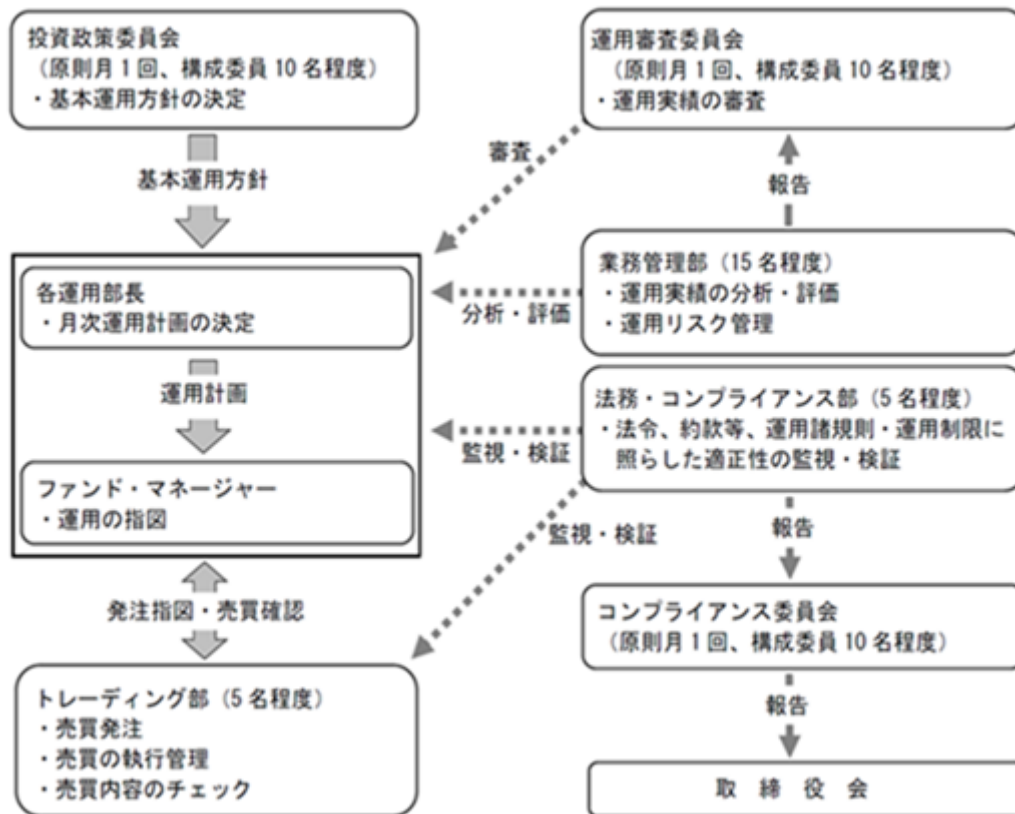 投資政策委員会
（原則月1回、構成委員10名程度）
・基本運用方針の決定
基本運用方針
各運用部長
・月次運用計画の決定
運用計画
ファンド・マネージャー
・運用の指図
発注指図・売買確認
トレーディング部（5名程度）
・売買発注
・売買の執行管理
・売買内容のチェック
運用審査委員会
（原則月1回、構成委員10名程度）
・運用実績の審査
審査
報告
業務管理部（15名程度）
・運用実績の分析・評価
・運用リスク管理
分析・評価
法務・コンプライアンス部（5名程度）
・法令、約款等、運用諸規則・運用制限に
照らした適正性の監視・検証
監視・検証
監視・検証
報告
コンプライアンス委員会
（原則月1回、構成委員10名程度）
報告
取締役会